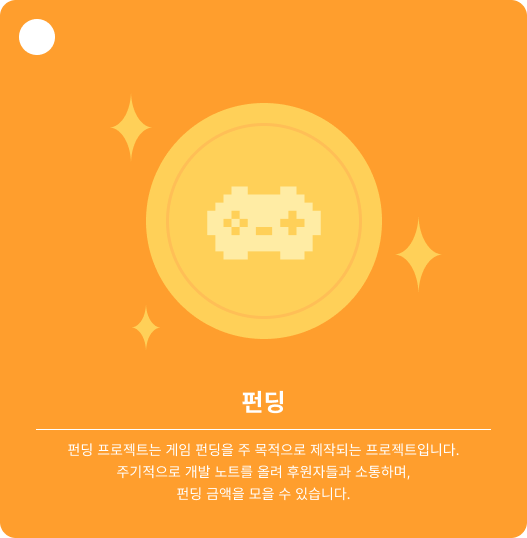 펀딩
펀딩 프로젝트는 게임 펀딩을 주 목적으로 제작되는 프로젝트입니다.
주기적으로 개발 노트를 올려 후원자들과 소통하며,
펀딩 금액을 모을 수 있습니다.